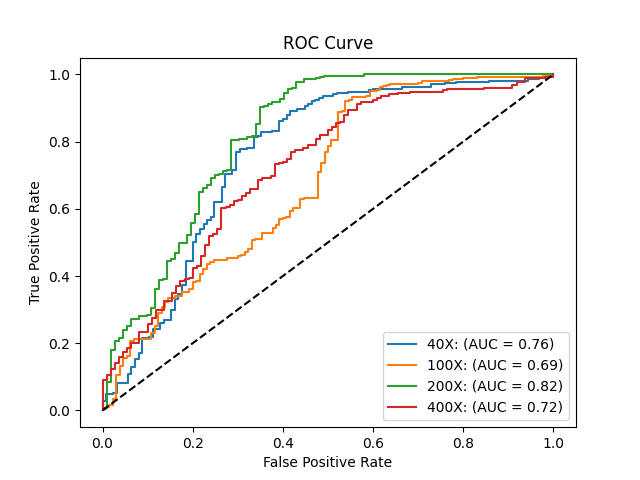 ROC Curve
True Positive Rate
1.0
0.8
0.6
0.4
0.2
0.0
0.0 0.2 0.4 0.6 0.8 1.0
False Positive Rate
40X: (AUC = 0.76)
100X: (AUC = 0.69)
200X: (AUC = 0.82)
400X: (AUC = 0.72)